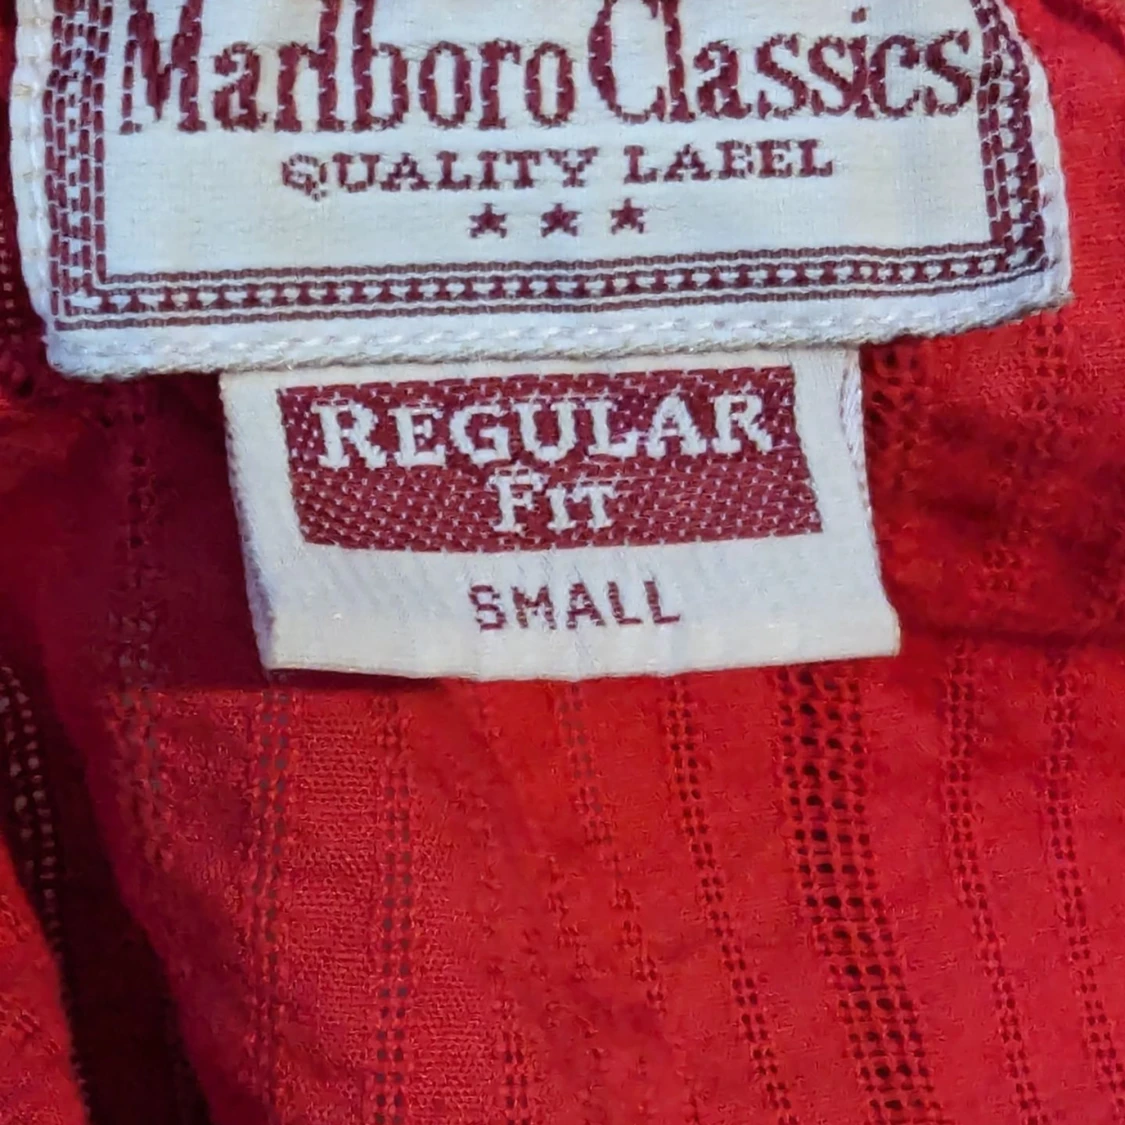 Marlboro Classics
QUALITY LABEL
★ ★ ★
REGULAR
FIT
SMALL